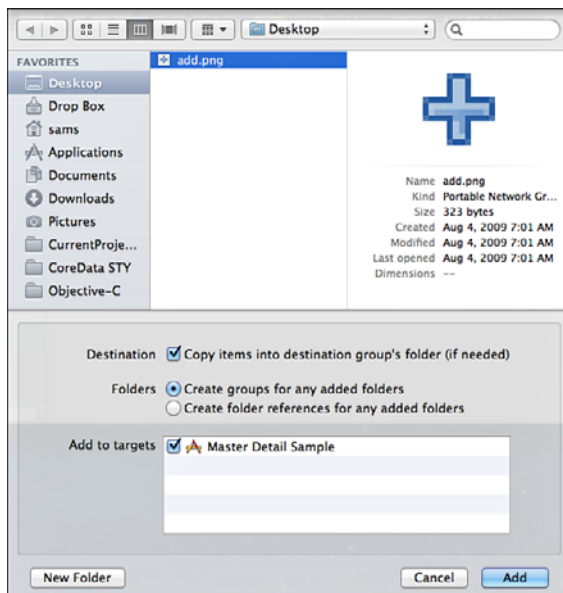 Desktop
FAVORITES
Desktop
Drop Box
sams
Applications
Documents
Downloads
Pictures
CurrentProje...
CoreData STY
Objective-C
add.png
Name add.png
Kind Portable Network Gr...
Size 323 bytes
Created Aug 4, 2009 7:01 AM
Modified Aug 4, 2009 7:01 AM
Last opened Aug 4, 2009 7:01 AM
Dimensions --
Destination Copy items into destination group's folder (if needed)
Folders Create groups for any added folders
Create folder references for any added folders
Add to targets Master Detail Sample
New Folder
Cancel
Add